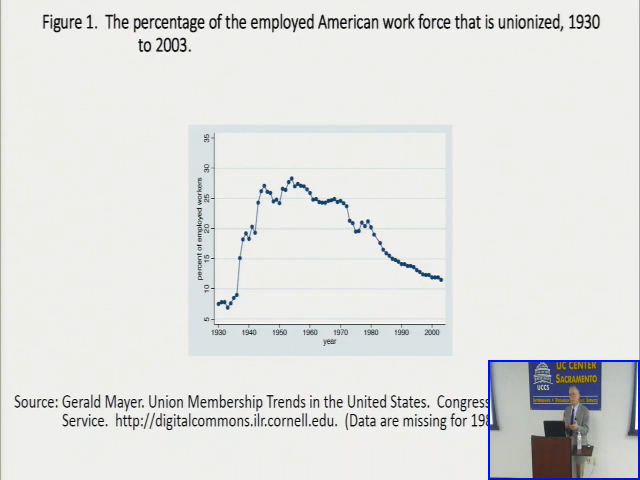 Figure 1. The percentage of the employed American work force that is unionized, 1930
to 2003.
35
30
25
20
15
10
5
percent of employed workers
1930 1940 1950 1960 1970 1980 1990 2000
year
Source: Gerald Mayer. Union Membership Trends in the United States. Congres
Service. http://digitalcommons.ilr.cornell.edu. (Data are missing for 198
UC CENTER
SACRAMENTO
UCCS